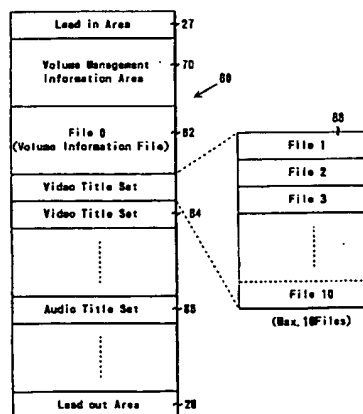 Lead in Area
27
Volume Management
Information Area
70
80
File 0
(Volume Information File)
82
88
File 1
Video Title Set
File 2
Video Title Set
84
File 3
Audio Title Set
85
File 10
(Max.10Files)
Lead out Area
28